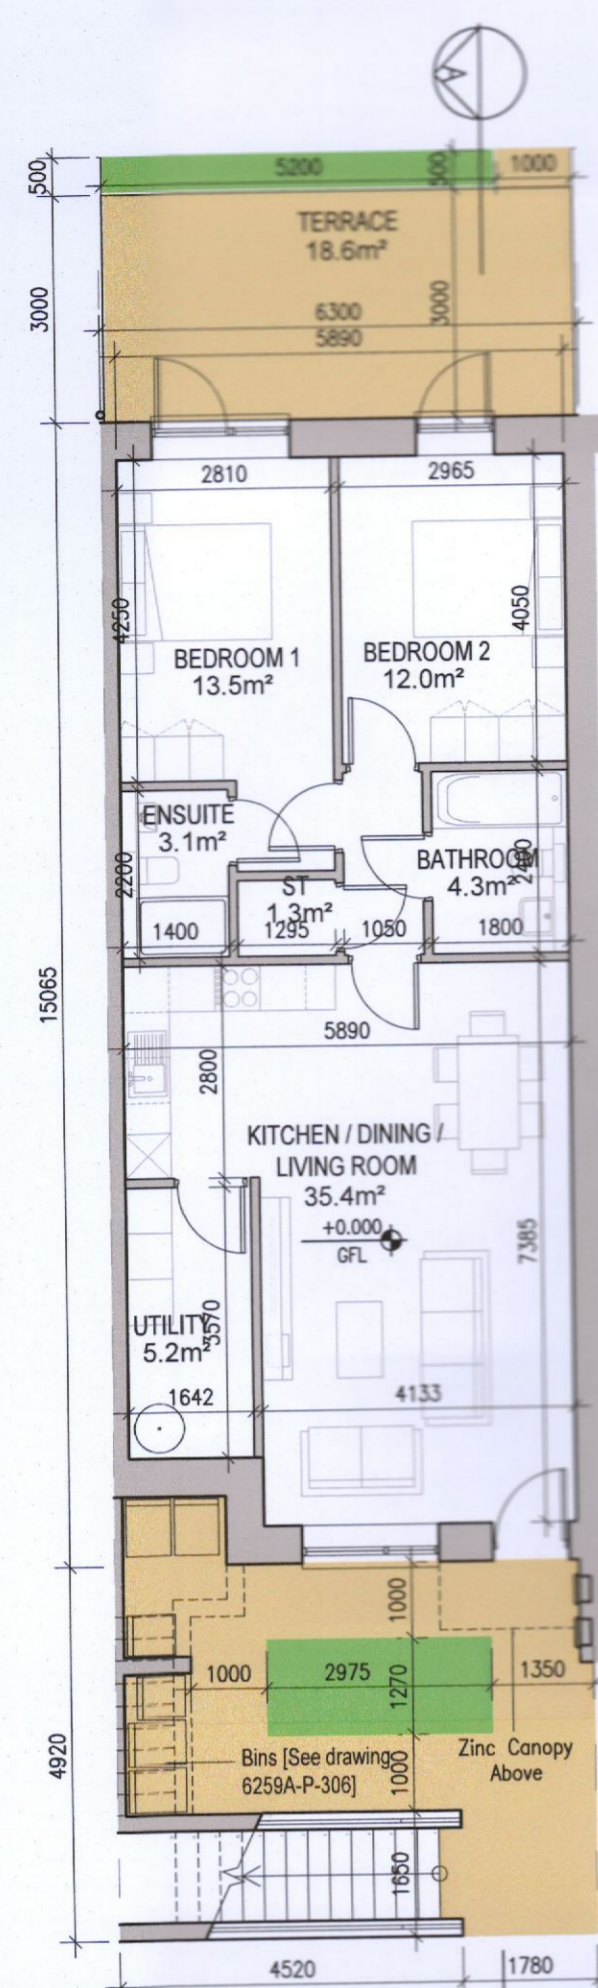 500
5200
500
1000
TERRACE
18.6m²
3000
3000
6300
5890
2810
2965
4250
4050
BEDROOM 1
13.5m²
BEDROOM 2
12.0m²
ENSUITE
3.1m²
2200
ST
1.3m²
BATHROOM
4.3m²
2400
1400
1295
1050
1800
15065
5890
2800
KITCHEN / DINING /
LIVING ROOM
35.4m²
+0.000
GFL
7385
UTILITY
5.2m²
3570
1642
4133
1000
1000
2975
1270
1350
4920
Bins [See drawing
6259A-P-306]
1000
Zinc Canopy
Above
1650
4520
1780